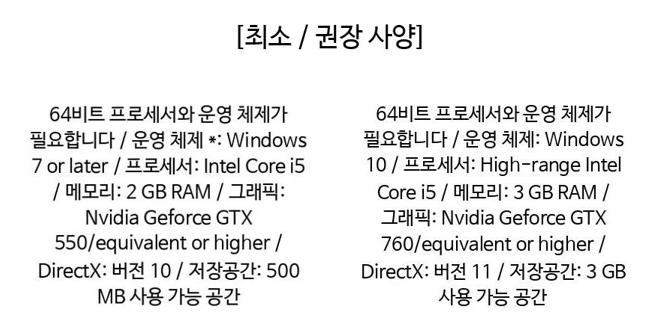 [최소 / 권장 사양]
64비트 프로세서와 운영 체제가
필요합니다 / 운영 체제 *: Windows
7 or later / 프로세서: Intel Core i5
/ 메모리: 2 GB RAM / 그래픽:
Nvidia Geforce GTX
550/equivalent or higher /
DirectX: 버전 10 / 저장공간: 500
MB 사용 가능 공간
64비트 프로세서와 운영 체제가
필요합니다 / 운영 체제: Windows
10 / 프로세서: High-range Intel
Core i5 / 메모리: 3 GB RAM /
그래픽: Nvidia Geforce GTX
760/equivalent or higher /
DirectX: 버전 11 / 저장공간: 3 GB
사용 가능 공간